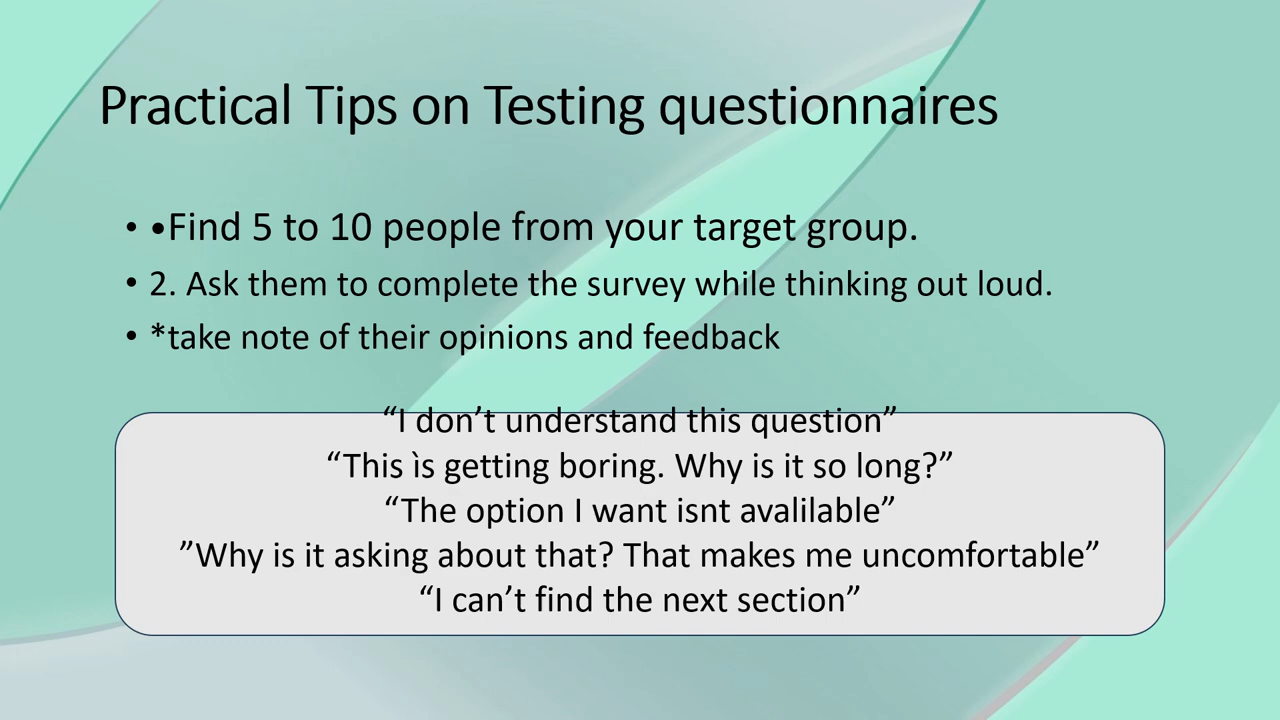 Practical Tips on Testing questionnaires
• •Find 5 to 10 people from your target group.
• 2. Ask them to complete the survey while thinking out loud.
• *take note of their opinions and feedback
“I don’t understand this question”
“This ìs getting boring. Why is it so long?”
“The option I want isnt avalilable”
”Why is it asking about that? That makes me uncomfortable”
“I can’t find the next section”